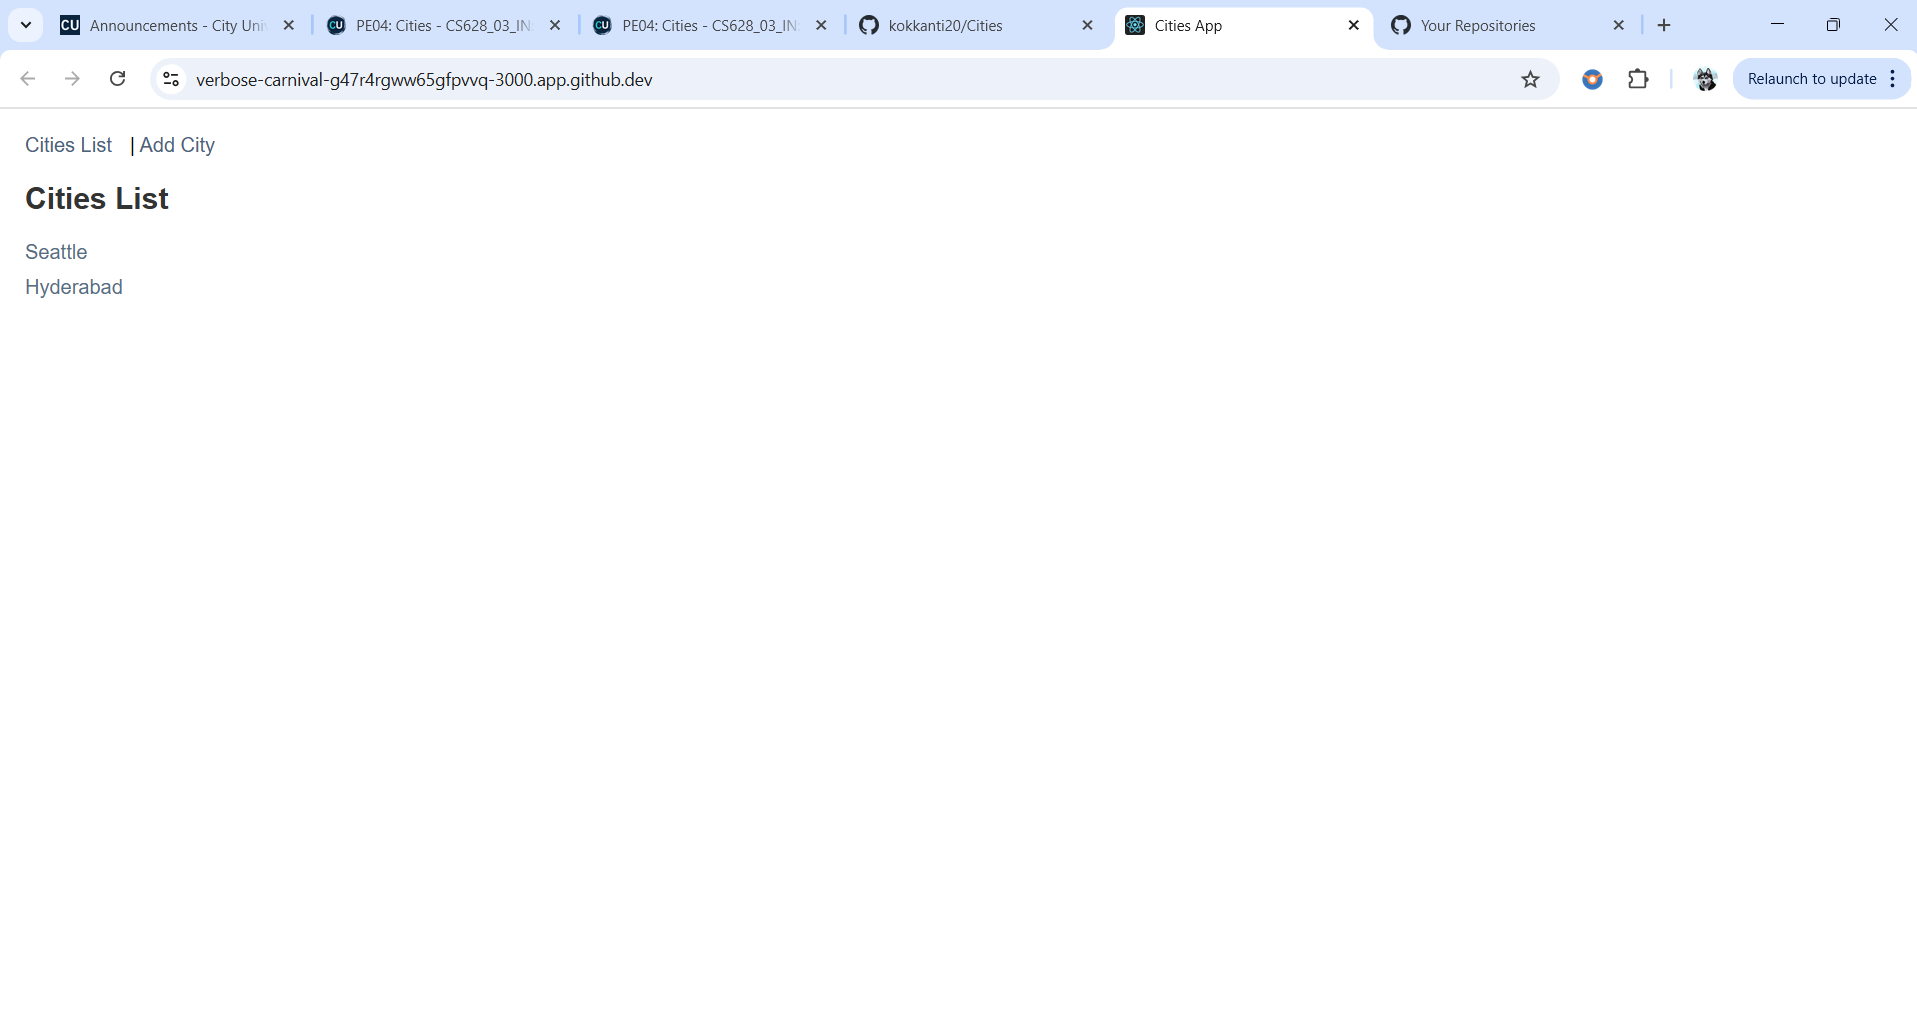 CU Announcements - City Uni
CU PE04: Cities - CS628_03_IN
CU PE04: Cities - CS628_03_IN
kokkanti20/Cities
Cities App
Your Repositories
verbose-carnival-g47r4rgww65gfpvvq-3000.app.github.dev
Relaunch to update
Cities List | Add City
Cities List
Seattle
Hyderabad